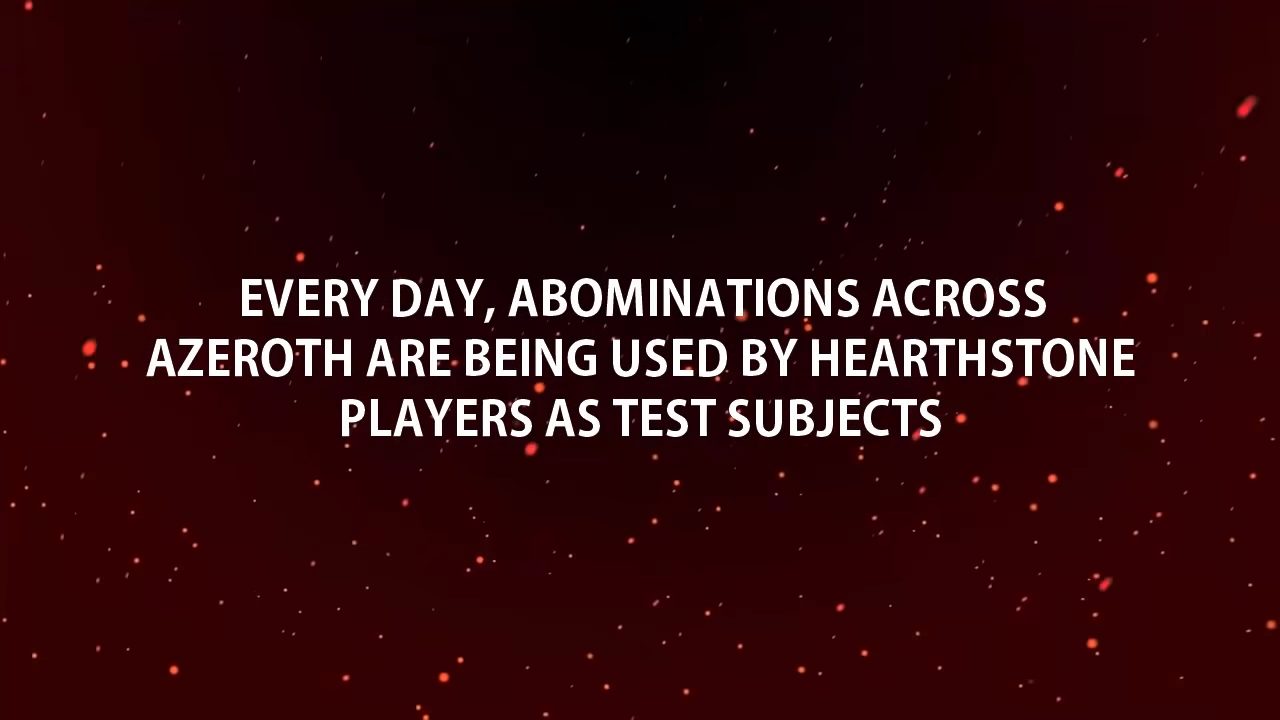 EVERY DAY, ABOMINATIONS ACROSS
AZEROTH ARE BEING USED BY HEARTHSTONE
PLAYERS AS TEST SUBJECTS